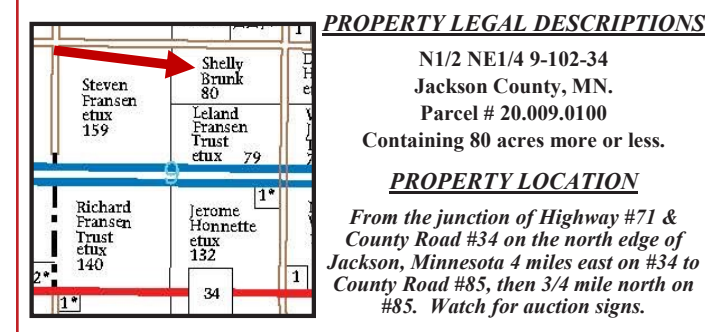 1
Shelly
Brunk
80
Steven
Fransen
etux
159
Leland
Fransen
Trust
etux 79
9
1*
Richard
Fransen
Trust
etux
140
Jerome
Honnette
etux
132
2*
1*
34
1
PROPERTY LEGAL DESCRIPTIONS
N1/2 NE1/4 9-102-34
Jackson County, MN.
Parcel # 20.009.0100
Containing 80 acres more or less.
PROPERTY LOCATION
From the junction of Highway #71 &
County Road #34 on the north edge of
Jackson, Minnesota 4 miles east on #34 to
County Road #85, then 3/4 mile north on
#85. Watch for auction signs.